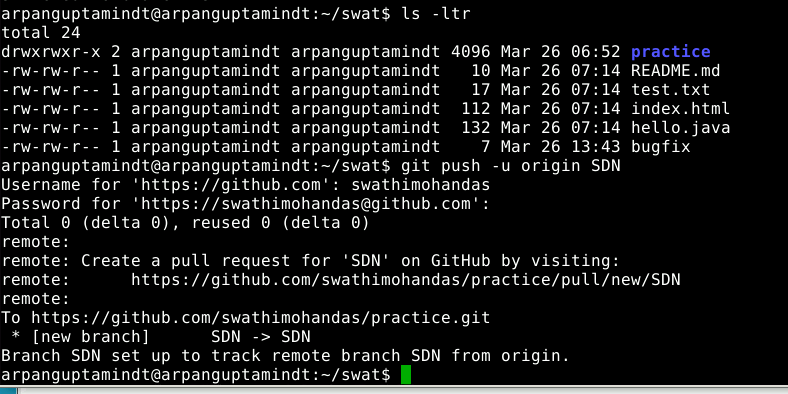 arpanguptamindt@arpanguptamindt:~/swat$ ls -ltr
total 24
drwxrwxr-x 2 arpanguptamindt arpanguptamindt 4096 Mar 26 06:52 practice
-rw-rw-r-- 1 arpanguptamindt arpanguptamindt   10 Mar 26 07:14 README.md
-rw-rw-r-- 1 arpanguptamindt arpanguptamindt   17 Mar 26 07:14 test.txt
-rw-rw-r-- 1 arpanguptamindt arpanguptamindt  112 Mar 26 07:14 index.html
-rw-rw-r-- 1 arpanguptamindt arpanguptamindt  132 Mar 26 07:14 hello.java
-rw-rw-r-- 1 arpanguptamindt arpanguptamindt    7 Mar 26 13:43 bugfix
arpanguptamindt@arpanguptamindt:~/swat$ git push -u origin SDN
Username for 'https://github.com': swathimohandas
Password for 'https://swathimohandas@github.com':
Total 0 (delta 0), reused 0 (delta 0)
remote:
remote: Create a pull request for 'SDN' on GitHub by visiting:
remote:      https://github.com/swathimohandas/practice/pull/new/SDN
remote:
To https://github.com/swathimohandas/practice.git
 * [new branch]      SDN -> SDN
Branch SDN set up to track remote branch SDN from origin.
arpanguptamindt@arpanguptamindt:~/swat$